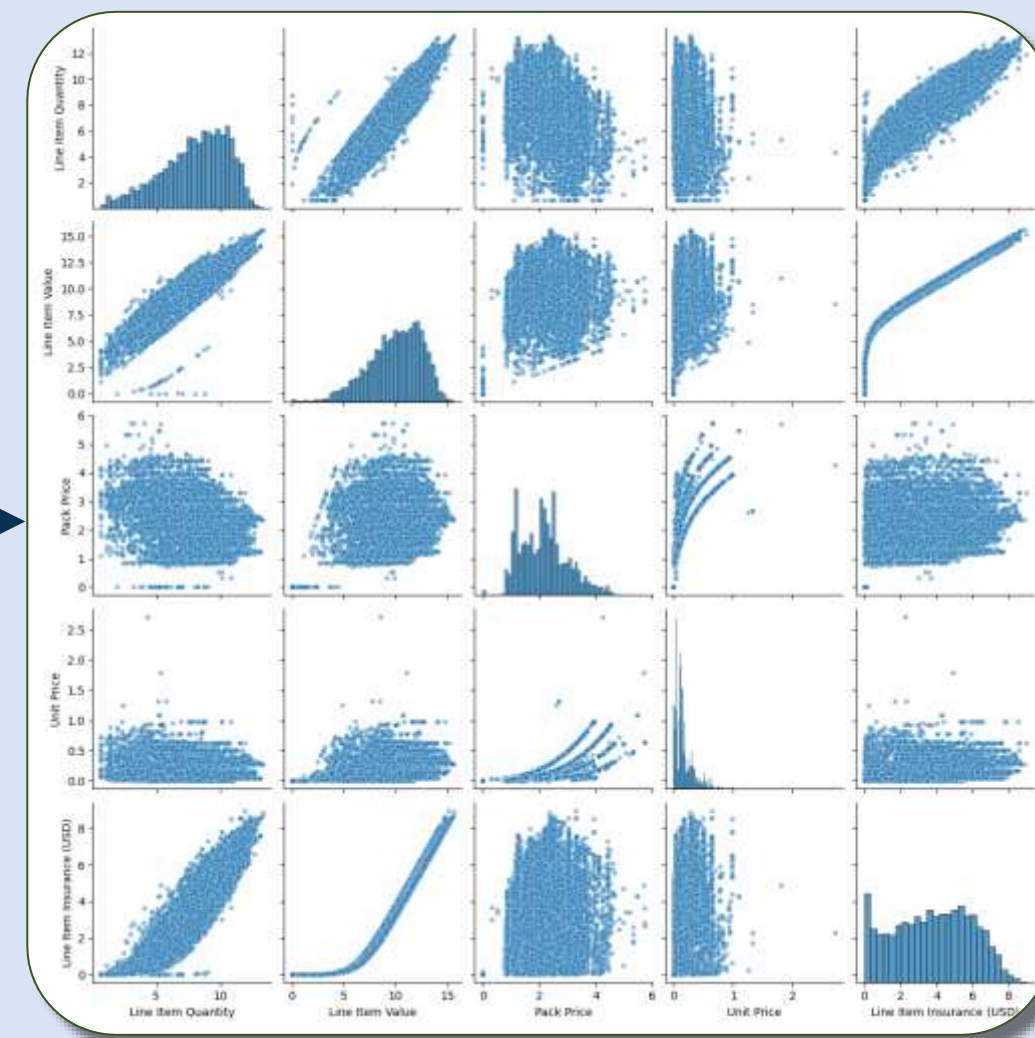 Line Item Quantity
12
10
8
6
4
2
Line Item Value
15.0
12.5
10.0
7.5
5.0
2.5
0.0
Pack Price
6
5
4
3
2
1
0
Unit Price
2.5
2.0
1.5
1.0
0.5
0.0
Line Item Insurance (USD)
8
6
4
2
0
5 10
0 5 10 15
0 2 4 6
0 1 2
0 2 4 6 8
Line Item Quantity
Line Item Value
Pack Price
Unit Price
Line Item Insurance (USD)